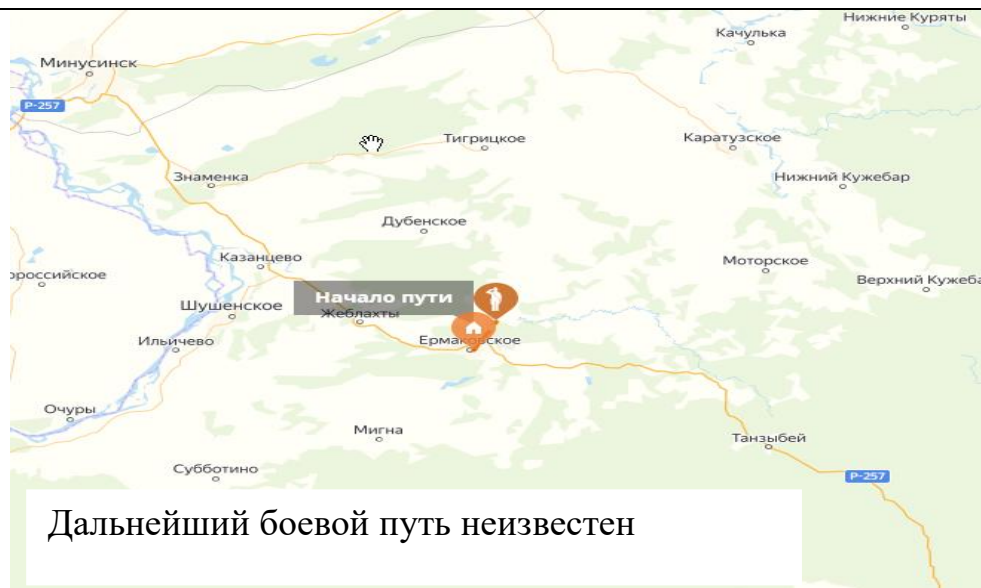 Нижние Куряты
Качулька
Минусинск
Р-257
Тигрицкое
Каратузское
Знаменка
Нижний Кужебар
Дубенское
Казанцево
Моторское
ороссийское
Верхний Кужеба
Начало пути
Шушенское
Жеблахты
Ильичево
Ермаковское
Очуры
Мигна
Танзыбей
Субботино
Р-257
Дальнейший боевой путь неизвестен